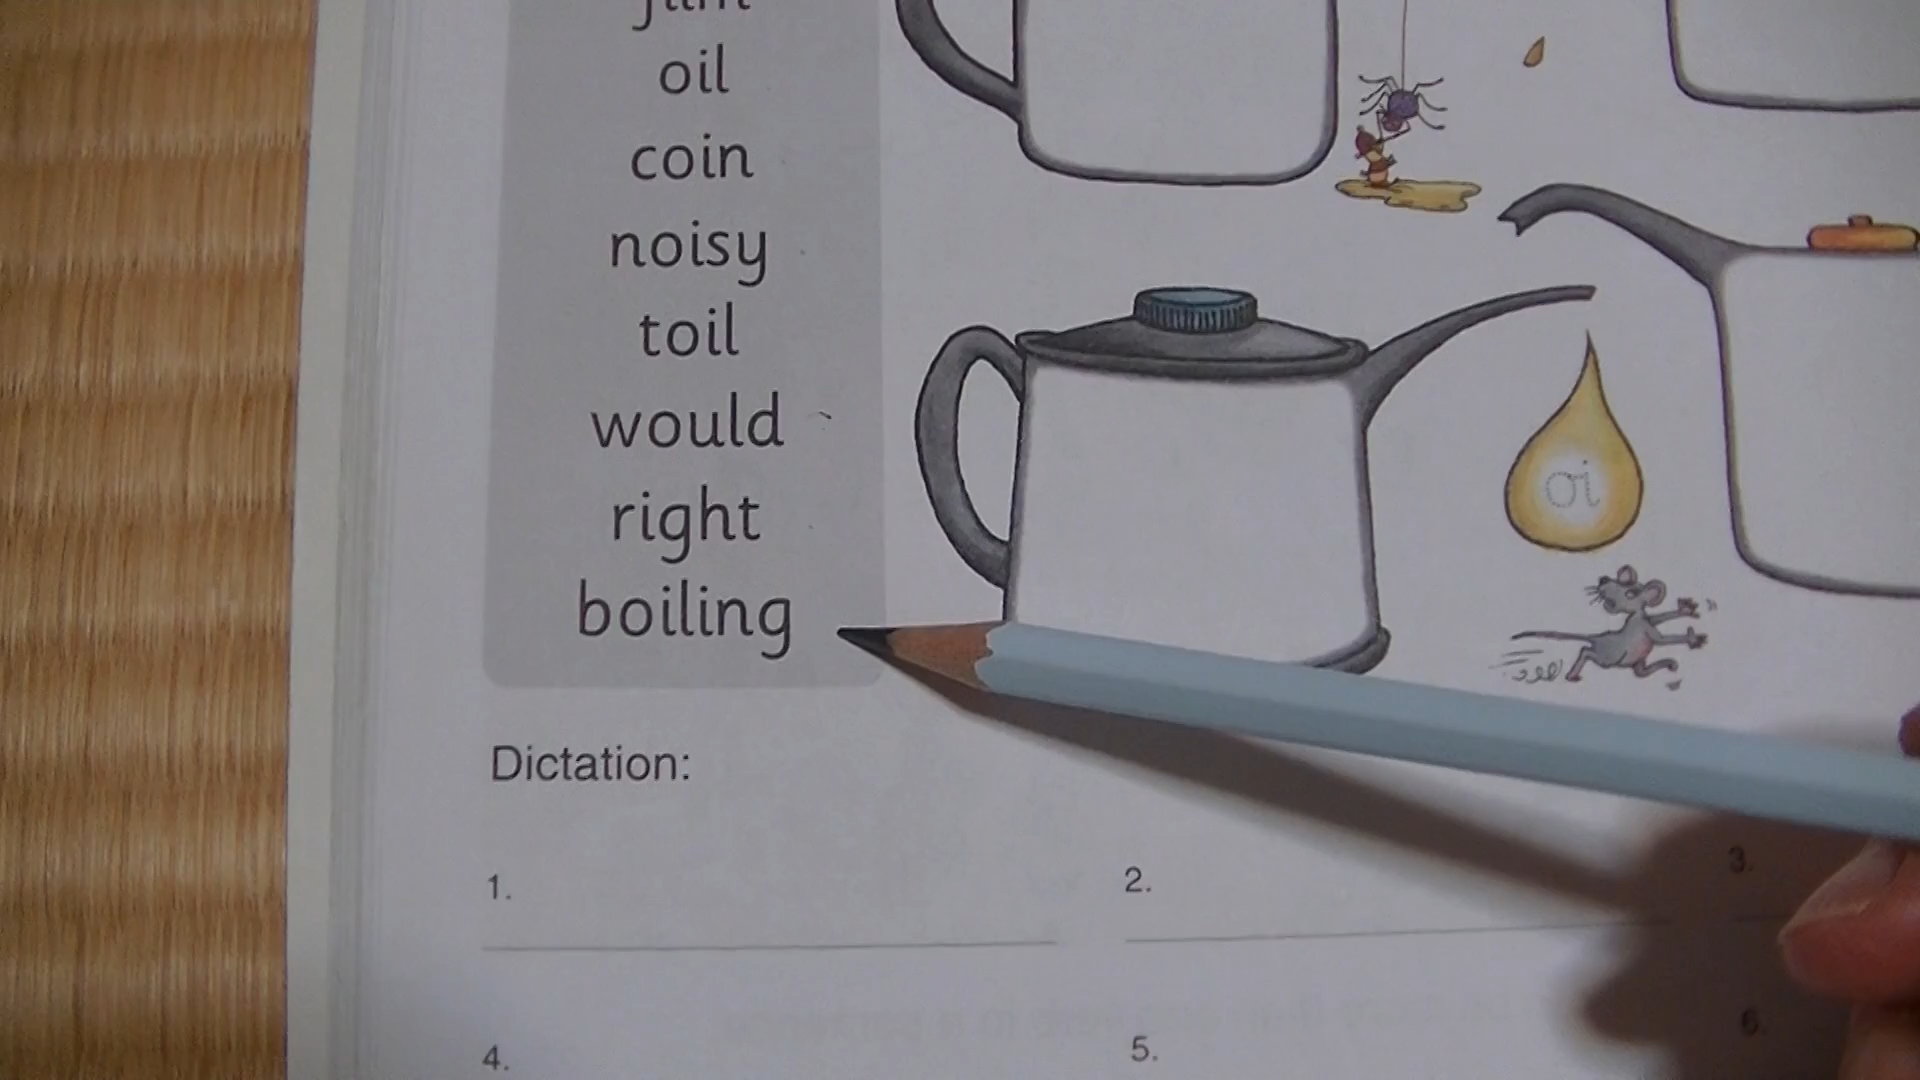 oil
coin
noisy
toil
would
right
boiling
oi
Dictation:
1.
2.
3.
4.
5.
6.